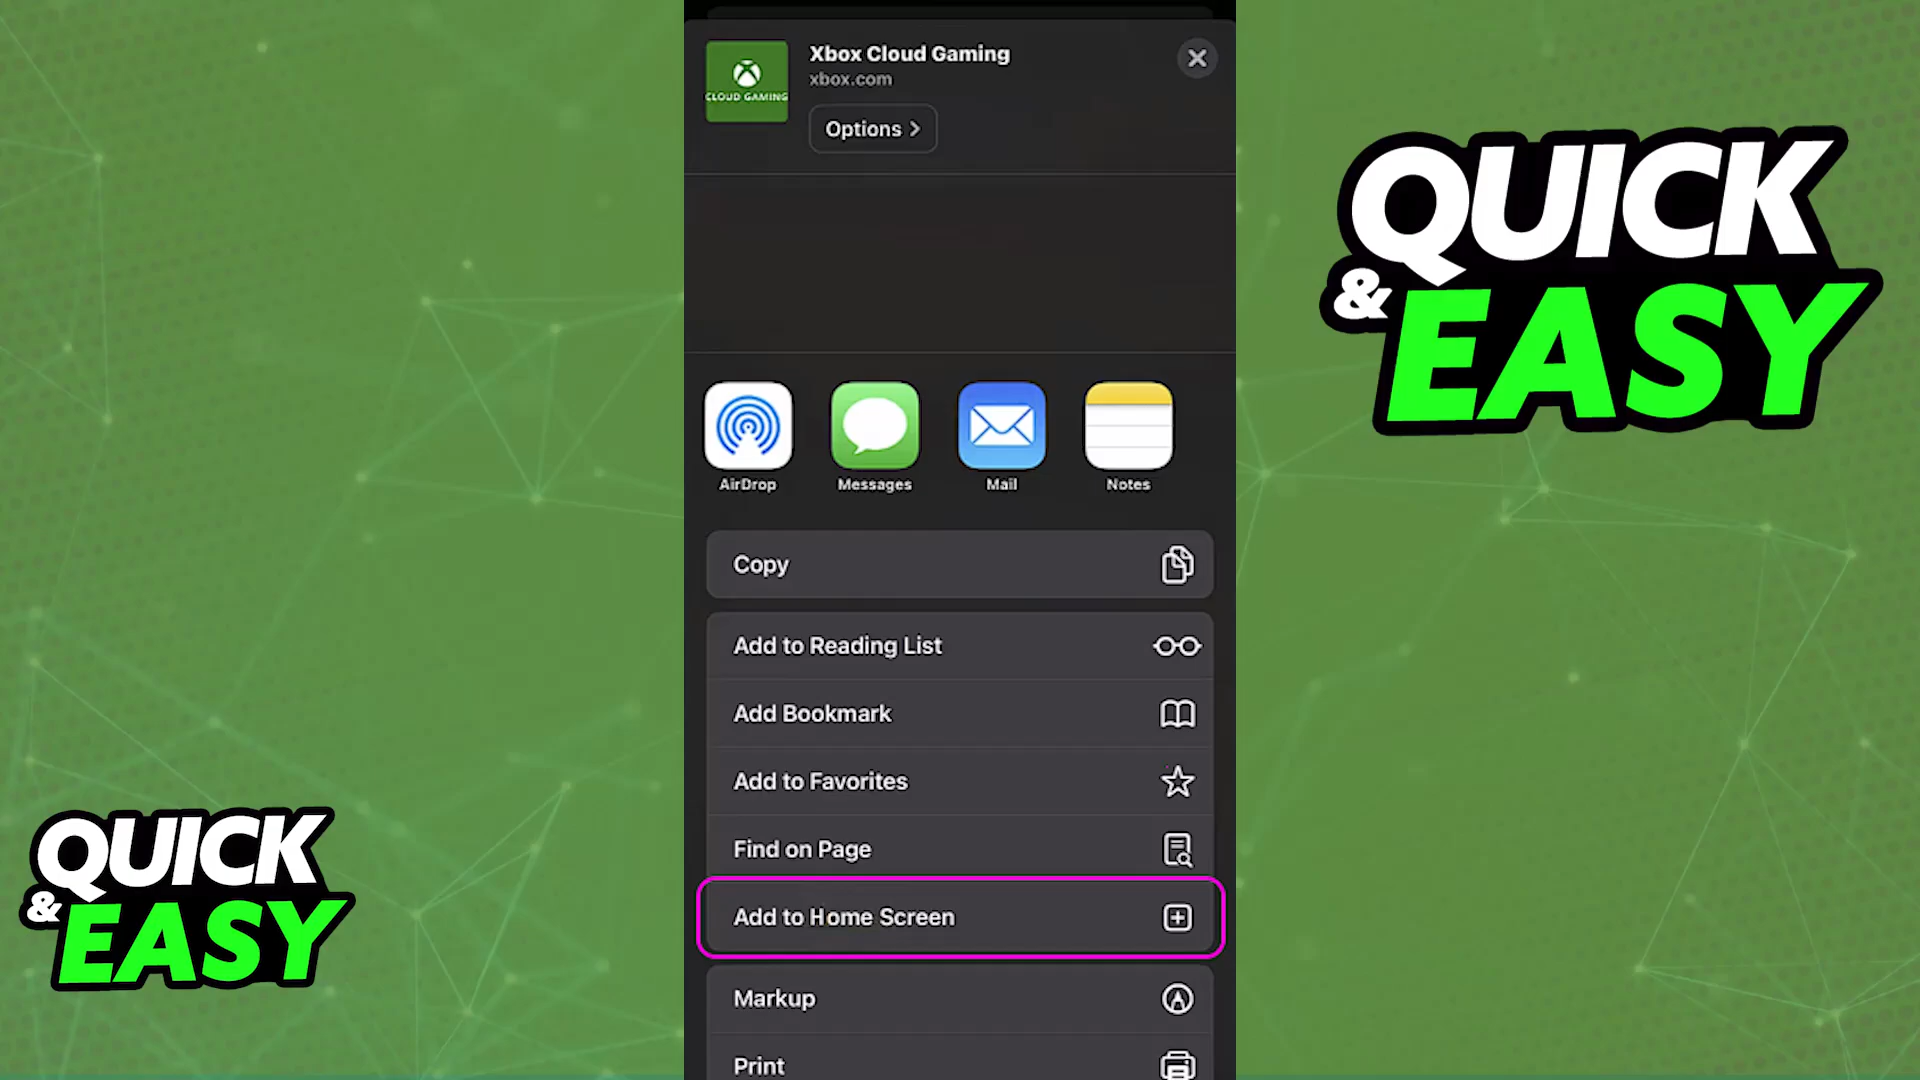 Xbox Cloud Gaming
xbox.com
CLOUD GAMING
Options
QUICK
& EASY
AirDrop
Messages
Mail
Notes
Copy
Add to Reading List
Add Bookmark
Add to Favorites
Find on Page
Add to Home Screen
Markup
Print
QUICK
& EASY